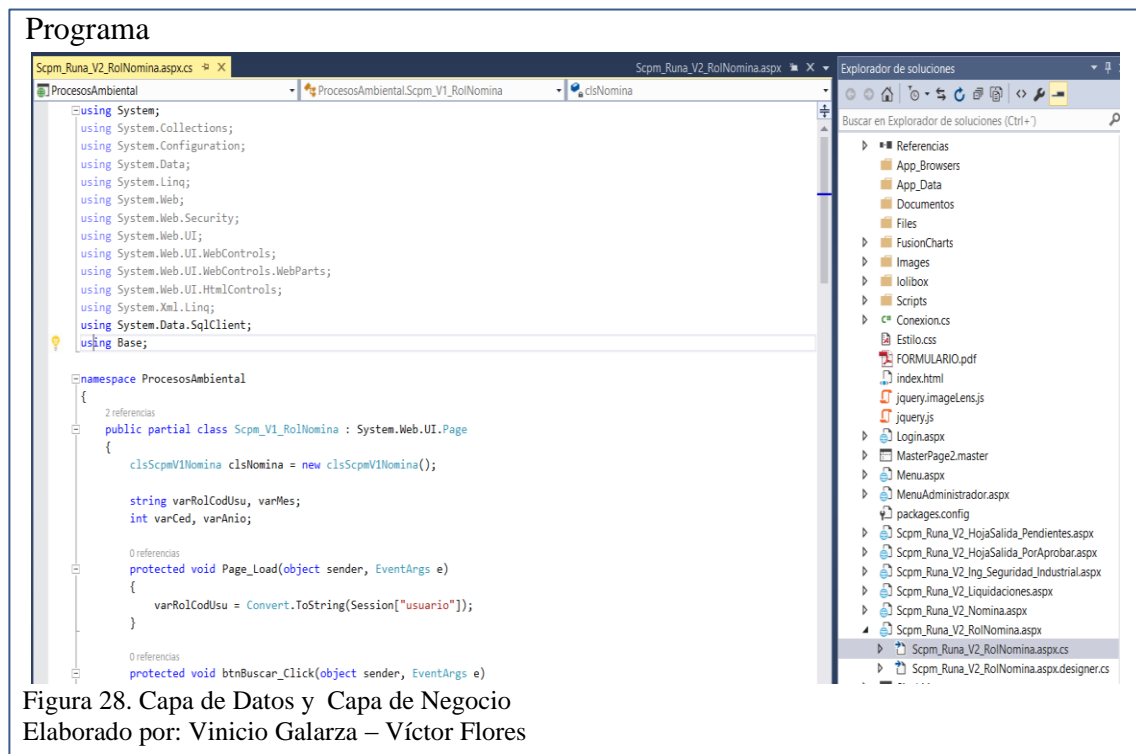 Programa
Scpm_Runa_V2_RolNomina.aspx.cs
Scpm_Runa_V2_RolNomina.aspx
ProcesosAmbiental
ProcesosAmbiental.Scpm_V1_RolNomina
clsNomina
using System;
using System.Collections;
using System.Configuration;
using System.Data;
using System.Linq;
using System.Web;
using System.Web.Security;
using System.Web.UI;
using System.Web.UI.WebControls;
using System.Web.UI.WebControls.WebParts;
using System.Web.UI.HtmlControls;
using System.Xml.Linq;
using System.Data.SqlClient;
using Base;
namespace ProcesosAmbiental
{
2 referencias
public partial class Scpm_V1_RolNomina : System.Web.UI.Page
{
clsScpmV1Nomina clsNomina = new clsScpmV1Nomina();
string varRolCodUsu, varMes;
int varCed, varAnio;
0 referencias
protected void Page_Load(object sender, EventArgs e)
{
varRolCodUsu = Convert.ToString(Session["usuario"]);
}
0 referencias
protected void btnBuscar_Click(object sender, EventArgs e)
Explorador de soluciones
Buscar en Explorador de soluciones (Ctrl+¨)
Referencias
App_Browsers
App_Data
Documentos
Files
FusionCharts
Images
lolibox
Scripts
Conexion.cs
Estilo.css
FORMULARIO.pdf
index.html
jquery.imageLens.js
jquery.js
Login.aspx
MasterPage2.master
Menu.aspx
MenuAdministrador.aspx
packages.config
Scpm_Runa_V2_HojaSalida_Pendientes.aspx
Scpm_Runa_V2_HojaSalida_PorAprobar.aspx
Scpm_Runa_V2_Ing_Seguridad_Industrial.aspx
Scpm_Runa_V2_Liquidaciones.aspx
Scpm_Runa_V2_Nomina.aspx
Scpm_Runa_V2_RolNomina.aspx
Scpm_Runa_V2_RolNomina.aspx.cs
Scpm_Runa_V2_RolNomina.aspx.designer.cs
Figura 28. Capa de Datos y Capa de Negocio
Elaborado por: Vinicio Galarza – Víctor Flores